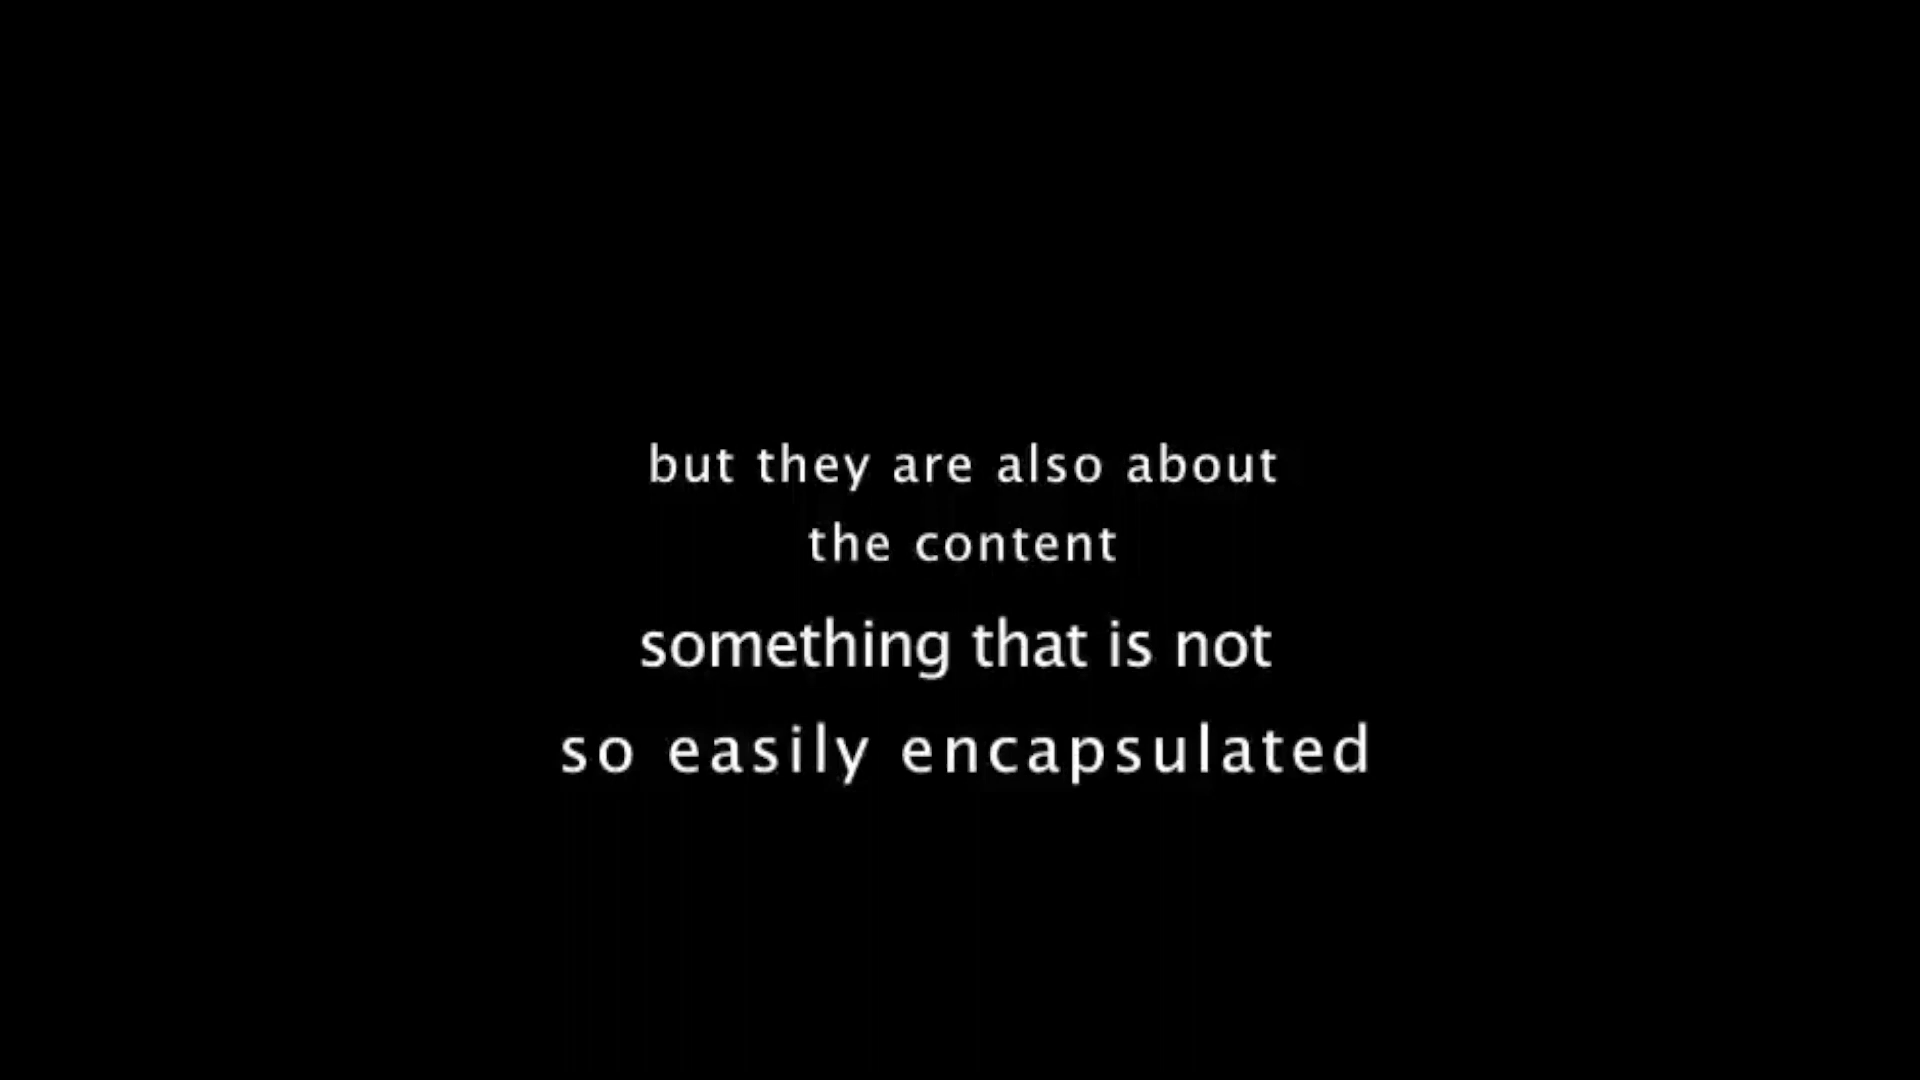 but they are also about
the content
something that is not
so easily encapsulated